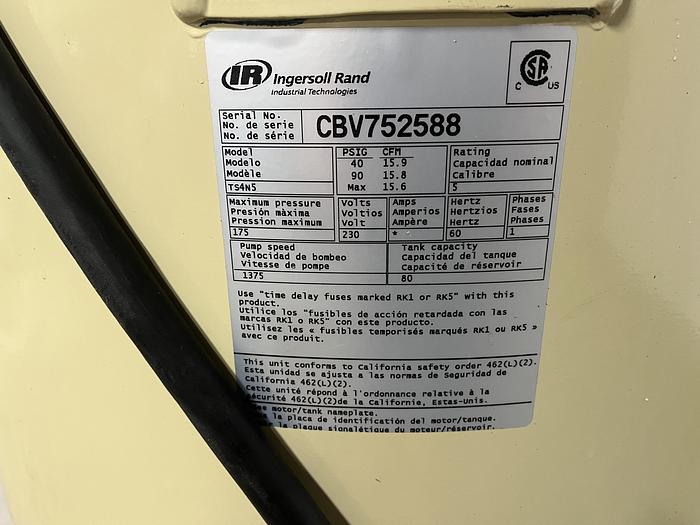 IR Ingersoll Rand
Industrial Technologies
CSA
C US
Serial No.
No. de serie
No. de série
CBV752588
Model PSIG CFM Rating
Modelo 40 15.9 Capacidad nominal
Modèle 90 15.8 Calibre
TS4N5 Max 15.6 5
Maximum pressure Volts Amps Hertz Phases
Presión màxima Voltios Amperios Hertzios Fases
Pression maximum Volt Ampère Hertz Phases
175 230 * 60 1
Pump speed Tank capacity
Velocidad de bombeo Capacidad del tanque
Vitesse de pompe Capacité de réservoir
1375 80
Use "time delay fuses marked RK1 or RK5" with this
product.
Utilice los "fusibles de acción retardada con las
marcas RK1 o RK5" con este producto.
Utilisez les « fusibles temporisés marqués RK1 ou RK5 »
avec ce produit.
This unit conforms to California safety order 462(L)(2).
Esta unidad se ajusta a las normas de Seguridad de
California 462(L)(2).
Cette unité répond à l'ordonnance relative à la
sécurité 462(L)(2)de la Californie, Estas-Unis.
motor/tank nameplate.
la placa de identificación del motor/tanque.
la plaque signalétique du moteur/réservoir.